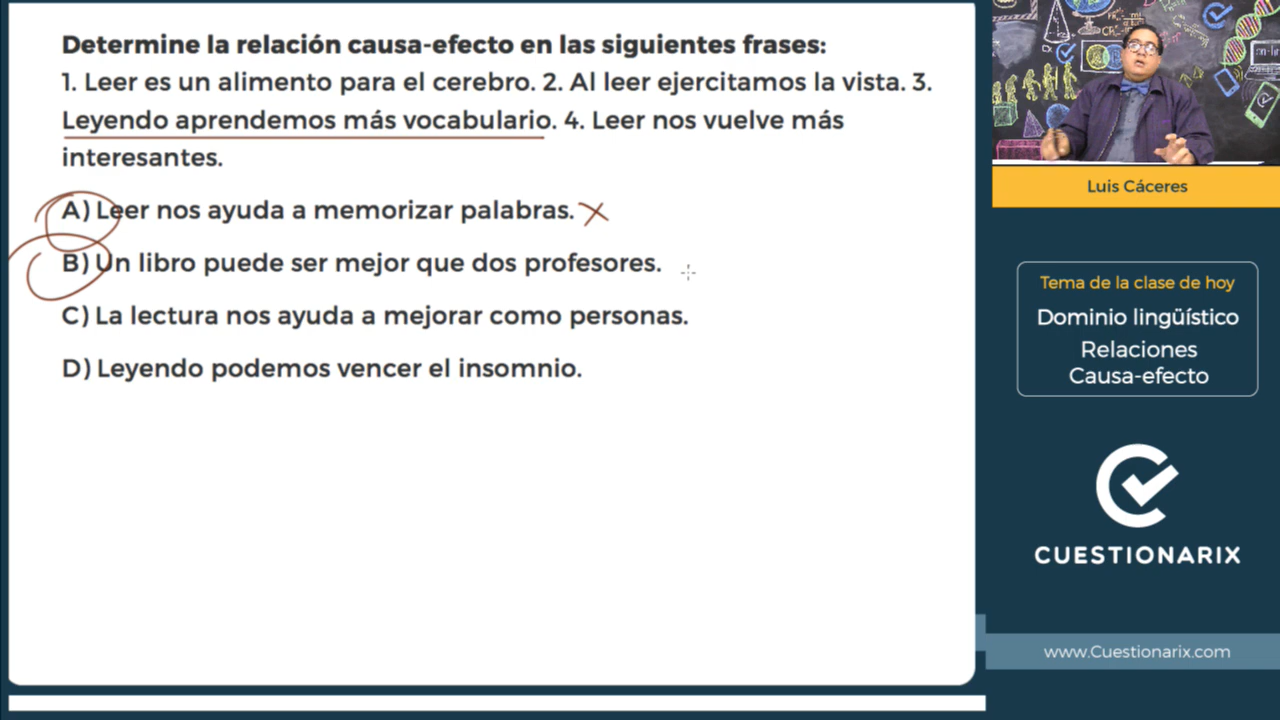 Determine la relación causa-efecto en las siguientes frases:
1. Leer es un alimento para el cerebro. 2. Al leer ejercitamos la vista. 3.
Leyendo aprendemos más vocabulario. 4. Leer nos vuelve más
interesantes.
A) Leer nos ayuda a memorizar palabras.
B) Un libro puede ser mejor que dos profesores.
C) La lectura nos ayuda a mejorar como personas.
D) Leyendo podemos vencer el insomnio.
Luis Cáceres
Tema de la clase de hoy
Dominio lingüístico
Relaciones
Causa-efecto
CUESTIONARIX
www.Cuestionarix.com